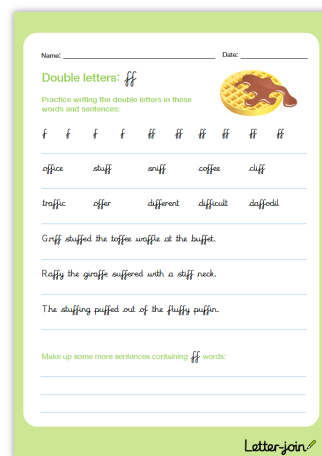 Name: Date:
Double letters: ff
Practice writing the double letters in these
words and sentences:
f f f f ff ff ff ff ff ff
office stuff sniff coffee cliff
traffic offer different difficult daffodil
Griff stuffed the toffee waffle at the buffet.
Raffy the giraffe suffered with a stiff neck.
The stuffing puffed out of the fluffy puffin.
Make up some more sentences containing ff words:
Letter-join